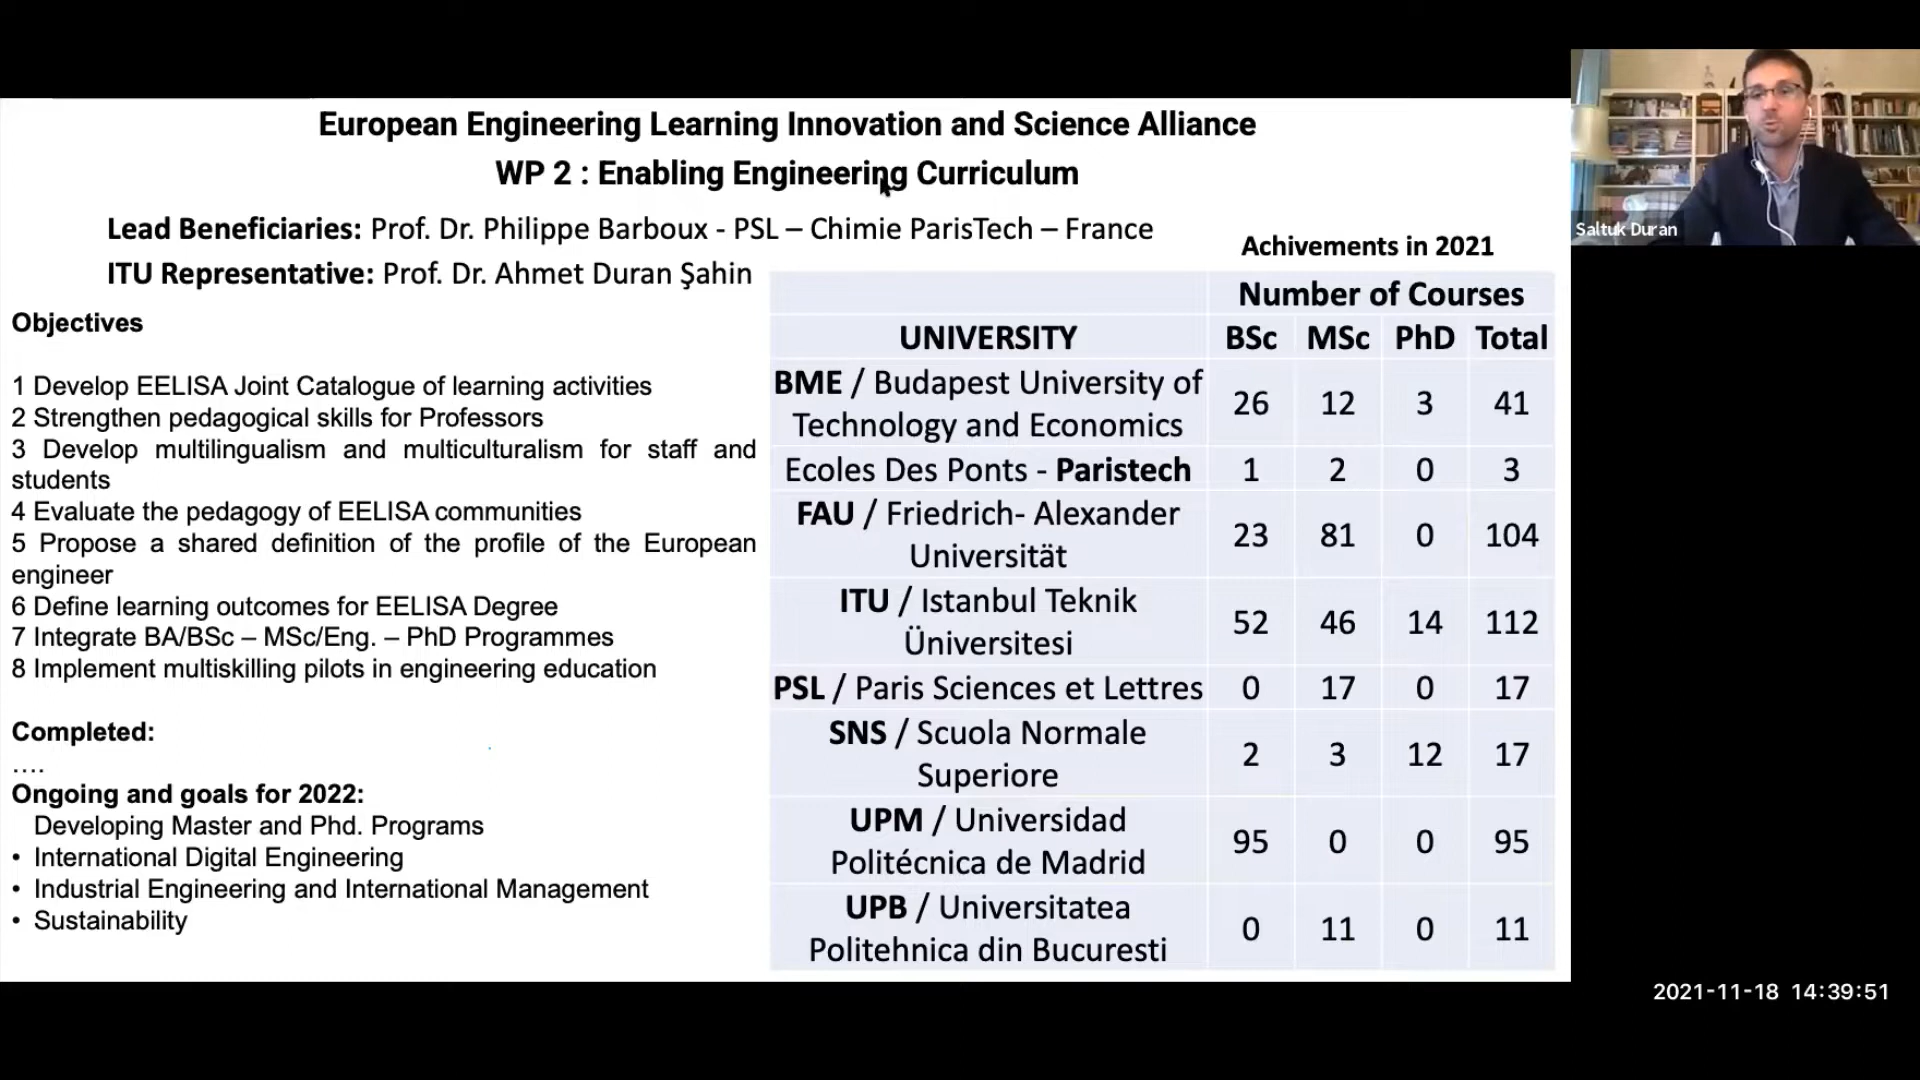 European Engineering Learning Innovation and Science Alliance
WP 2 : Enabling Engineering Curriculum
Lead Beneficiaries: Prof. Dr. Philippe Barboux - PSL – Chimie ParisTech – France
ITU Representative: Prof. Dr. Ahmet Duran Şahin
Objectives
1 Develop EELISA Joint Catalogue of learning activities
2 Strengthen pedagogical skills for Professors
3 Develop multilingualism and multiculturalism for staff and
students
4 Evaluate the pedagogy of EELISA communities
5 Propose a shared definition of the profile of the European
engineer
6 Define learning outcomes for EELISA Degree
7 Integrate BA/BSc – MSc/Eng. – PhD Programmes
8 Implement multiskilling pilots in engineering education
Completed:
....
Ongoing and goals for 2022:
Developing Master and Phd. Programs
• International Digital Engineering
• Industrial Engineering and International Management
• Sustainability
Achivements in 2021
Number of Courses
UNIVERSITY BSc MSc PhD Total
BME / Budapest University of
Technology and Economics 26 12 3 41
Ecoles Des Ponts - Paristech 1 2 0 3
FAU / Friedrich- Alexander
Universität 23 81 0 104
ITU / Istanbul Teknik
Üniversitesi 52 46 14 112
PSL / Paris Sciences et Lettres 0 17 0 17
SNS / Scuola Normale
Superiore 2 3 12 17
UPM / Universidad
Politécnica de Madrid 95 0 0 95
UPB / Universitatea
Politehnica din Bucuresti 0 11 0 11
Saltuk Duran
2021-11-18 14:39:51